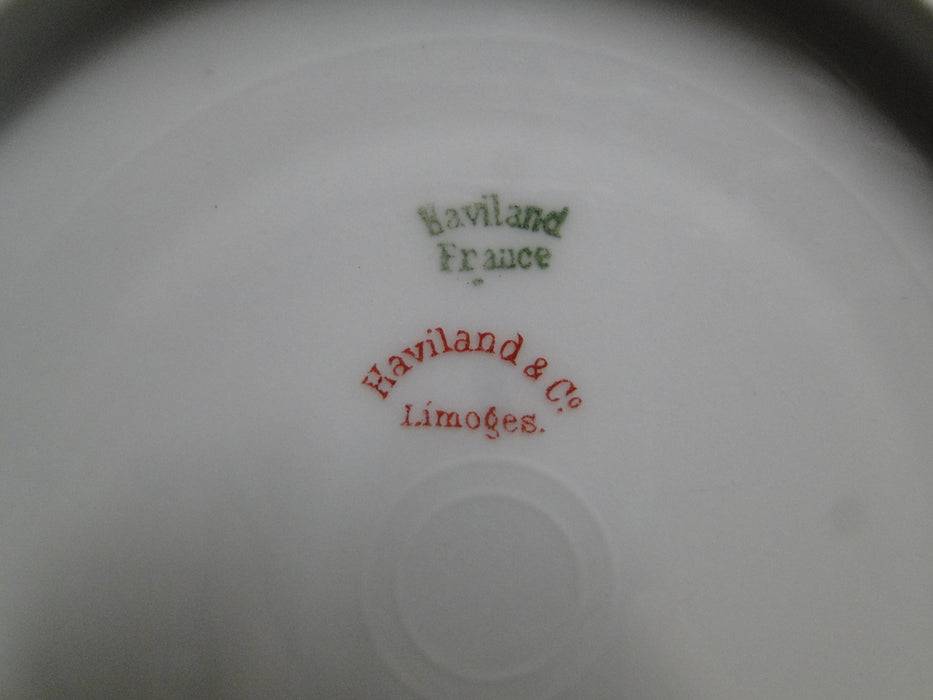 Haviland
France
Haviland & Co.
Limoges.